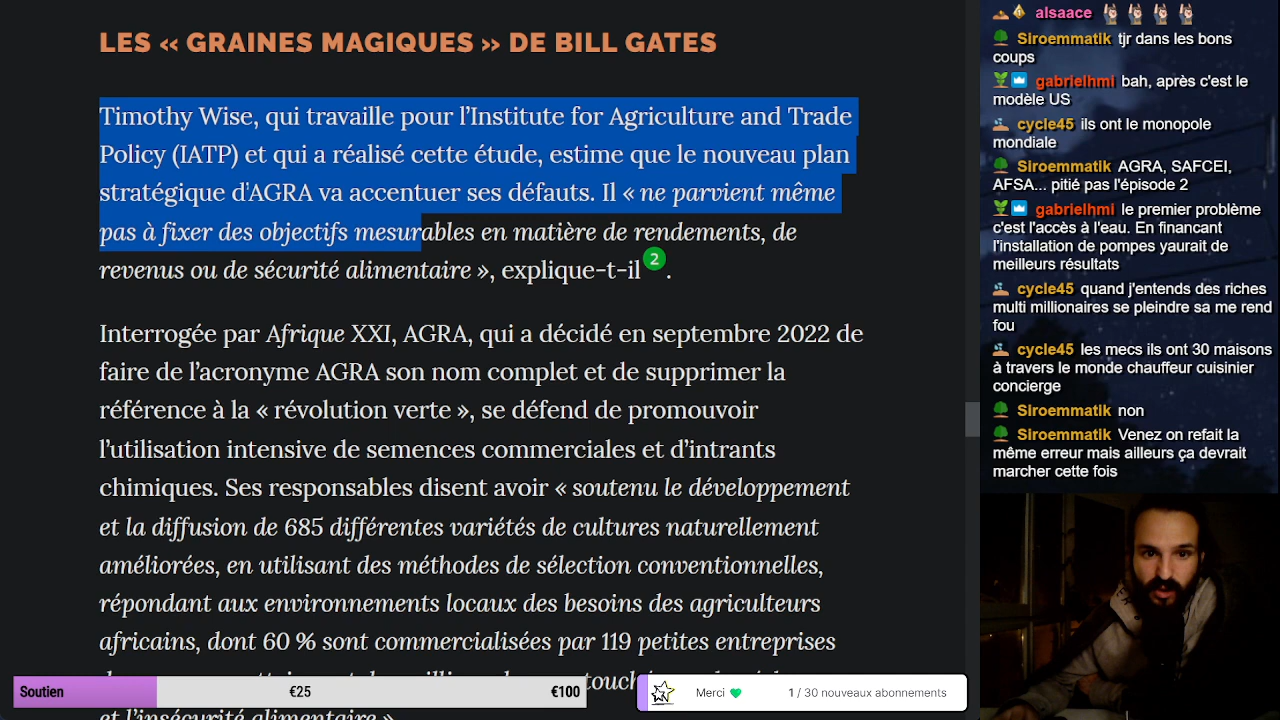 LES « GRAINES MAGIQUES » DE BILL GATES
Timothy Wise, qui travaille pour l’Institute for Agriculture and Trade
Policy (IATP) et qui a réalisé cette étude, estime que le nouveau plan
stratégique d’AGRA va accentuer ses défauts. Il « ne parvient même
pas à fixer des objectifs mesurables en matière de rendements, de
revenus ou de sécurité alimentaire », explique-t-il 2 .
Interrogée par Afrique XXI, AGRA, qui a décidé en septembre 2022 de
faire de l’acronyme AGRA son nom complet et de supprimer la
référence à la « révolution verte », se défend de promouvoir
l’utilisation intensive de semences commerciales et d’intrants
chimiques. Ses responsables disent avoir « soutenu le développement
et la diffusion de 685 différentes variétés de cultures naturellement
améliorées, en utilisant des méthodes de sélection conventionnelles,
répondant aux environnements locaux des besoins des agriculteurs
africains, dont 60 % sont commercialisées par 119 petites entreprises
et l’insécurité alimentaire ».
Soutien €25 €100
Merci 1 / 30 nouveaux abonnements
alsaace
Siroemmatik tjr dans les bons
coups
gabrielhmi bah, après c'est le
modèle US
cycle45 ils ont le monopole
mondiale
Siroemmatik AGRA, SAFCEI,
AFSA... pitié pas l'épisode 2
gabrielhmi le premier problème
c'est l'accès à l'eau. En financant
l'installation de pompes yaurait de
meilleurs résultats
cycle45 quand j'entends des riches
multi millionaires se pleindre sa me rend
fou
cycle45 les mecs ils ont 30 maisons
à travers le monde chauffeur cuisinier
concierge
Siroemmatik non
Siroemmatik Venez on refait la
même erreur mais ailleurs ça devrait
marcher cette fois